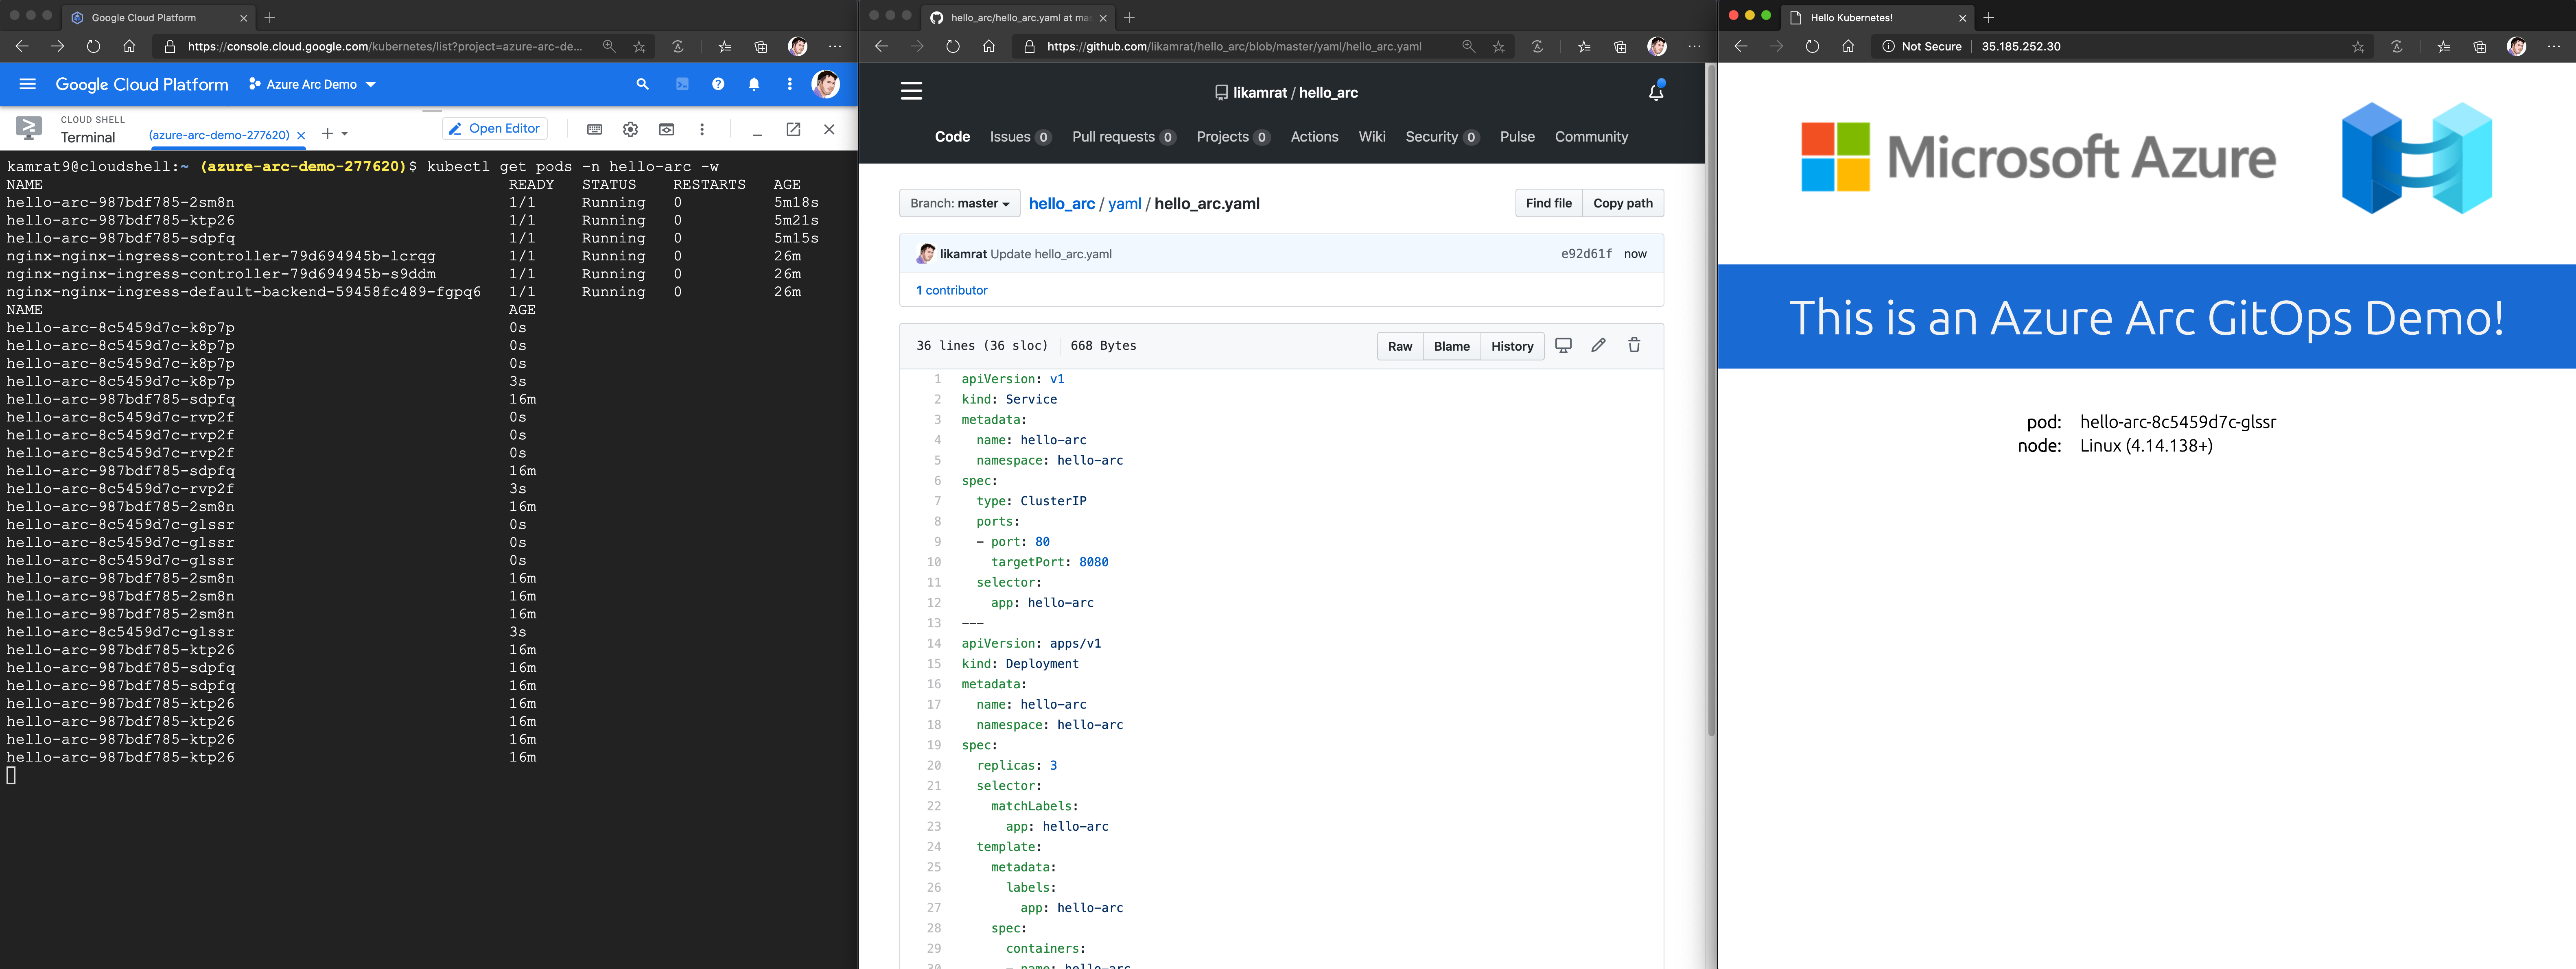 Google Cloud Platform
https://console.cloud.google.com/kubernetes/list?project=azure-arc-de...
Google Cloud Platform
Azure Arc Demo
CLOUD SHELL
Terminal
(azure-arc-demo-277620)
Open Editor
kamrat9@cloudshell:~ (azure-arc-demo-277620)$ kubectl get pods -n hello-arc -w
NAME READY STATUS RESTARTS AGE
hello-arc-987bdf785-2sm8n 1/1 Running 0 5m18s
hello-arc-987bdf785-ktp26 1/1 Running 0 5m21s
hello-arc-987bdf785-sdpfq 1/1 Running 0 5m15s
nginx-nginx-ingress-controller-79d694945b-lcrqg 1/1 Running 0 26m
nginx-nginx-ingress-controller-79d694945b-s9ddm 1/1 Running 0 26m
nginx-nginx-ingress-default-backend-59458fc489-fgpq6 1/1 Running 0 26m
NAME AGE
hello-arc-8c5459d7c-k8p7p 0s
hello-arc-8c5459d7c-k8p7p 0s
hello-arc-8c5459d7c-k8p7p 0s
hello-arc-8c5459d7c-k8p7p 3s
hello-arc-987bdf785-sdpfq 16m
hello-arc-8c5459d7c-rvp2f 0s
hello-arc-8c5459d7c-rvp2f 0s
hello-arc-8c5459d7c-rvp2f 0s
hello-arc-987bdf785-sdpfq 16m
hello-arc-8c5459d7c-rvp2f 3s
hello-arc-987bdf785-2sm8n 16m
hello-arc-8c5459d7c-glssr 0s
hello-arc-8c5459d7c-glssr 0s
hello-arc-8c5459d7c-glssr 0s
hello-arc-987bdf785-2sm8n 16m
hello-arc-987bdf785-2sm8n 16m
hello-arc-987bdf785-2sm8n 16m
hello-arc-8c5459d7c-glssr 3s
hello-arc-987bdf785-ktp26 16m
hello-arc-987bdf785-sdpfq 16m
hello-arc-987bdf785-sdpfq 16m
hello-arc-987bdf785-ktp26 16m
hello-arc-987bdf785-ktp26 16m
hello-arc-987bdf785-ktp26 16m
hello-arc-987bdf785-ktp26 16m
hello_arc/hello_arc.yaml at mas
https://github.com/likamrat/hello_arc/blob/master/yaml/hello_arc.yaml
likamrat / hello_arc
Code Issues 0 Pull requests 0 Projects 0 Actions Wiki Security 0 Pulse Community
Branch: master hello_arc / yaml / hello_arc.yaml Find file Copy path
likamrat Update hello_arc.yaml e92d61f now
1 contributor
36 lines (36 sloc) 668 Bytes Raw Blame History
1 apiVersion: v1
2 kind: Service
3 metadata:
4 name: hello-arc
5 namespace: hello-arc
6 spec:
7 type: ClusterIP
8 ports:
9 - port: 80
10 targetPort: 8080
11 selector:
12 app: hello-arc
13 ---
14 apiVersion: apps/v1
15 kind: Deployment
16 metadata:
17 name: hello-arc
18 namespace: hello-arc
19 spec:
20 replicas: 3
21 selector:
22 matchLabels:
23 app: hello-arc
24 template:
25 metadata:
26 labels:
27 app: hello-arc
28 spec:
29 containers:
30 - name: hello-arc
Hello Kubernetes!
Not Secure 35.185.252.30
Microsoft Azure
This is an Azure Arc GitOps Demo!
pod: hello-arc-8c5459d7c-glssr
node: Linux (4.14.138+)